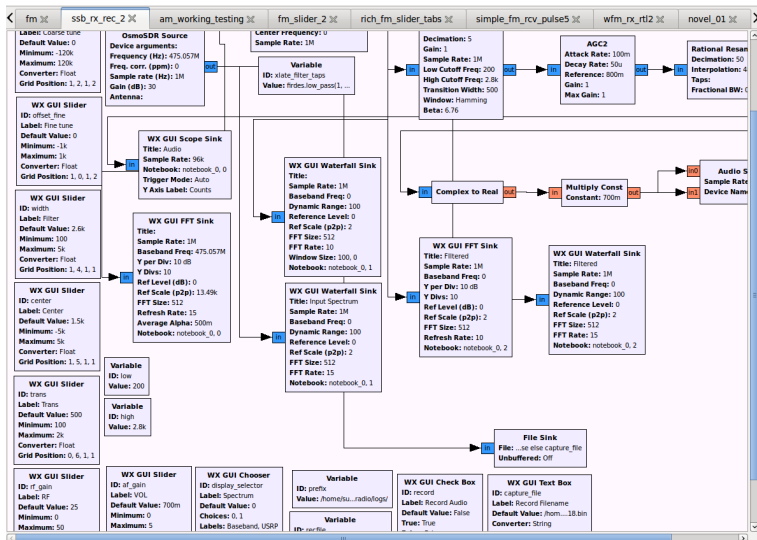 fm
ssb_rx_rec_2
am_working_testing
fm_slider_2
rich_fm_slider_tabs
simple_fm_rcv_pulse5
wfm_rx_rtl2
novel_01
Label: Coarse tune
Default Value: 0
Minimum: -120k
Maximum: 120k
Converter: Float
Grid Position: 1, 2, 1, 2
OsmoSDR Source
Device arguments:
Frequency (Hz): 475.057M
Freq. corr. (ppm): 0
Sample rate (Hz): 1M
Gain (dB): 30
Antenna:
out
Center Frequency: 0
Sample Rate: 1M
Variable
ID: xlate_filter_taps
Value: firdes.low_pass(1, ...
in
Decimation: 5
Gain: 1
Sample Rate: 1M
Low Cutoff Freq: 200
High Cutoff Freq: 2.8k
Transition Width: 500
Window: Hamming
Beta: 6.76
out
in
AGC2
Attack Rate: 100m
Decay Rate: 50u
Reference: 800m
Gain: 1
Max Gain: 1
out
in
Rational Resan
Decimation: 50
Interpolation: 4
Taps:
Fractional BW: 0
WX GUI Slider
ID: offset_fine
Label: Fine tune
Default Value: 0
Minimum: -1k
Maximum: 1k
Converter: Float
Grid Position: 1, 0, 1, 2
in
WX GUI Scope Sink
Title: Audio
Sample Rate: 96k
Notebook: notebook_0, 0
Trigger Mode: Auto
Y Axis Label: Counts
in
WX GUI Waterfall Sink
Title:
Sample Rate: 1M
Baseband Freq: 0
Dynamic Range: 100
Reference Level: 0
Ref Scale (p2p): 2
FFT Size: 512
FFT Rate: 10
Window Size: 100, 0
Notebook: notebook_0, 1
in
Complex to Real
out
in
Multiply Const
Constant: 700m
out
in0
in1
Audio S
Sample R
Device Nam
WX GUI Slider
ID: width
Label: Filter
Default Value: 2.6k
Minimum: 100
Maximum: 5k
Converter: Float
Grid Position: 1, 4, 1, 1
in
WX GUI FFT Sink
Title:
Sample Rate: 1M
Baseband Freq: 475.057M
Y per Div: 10 dB
Y Divs: 10
Ref Level (dB): 0
Ref Scale (p2p): 13.49k
FFT Size: 512
Refresh Rate: 15
Average Alpha: 500m
Notebook: notebook_0, 0
in
WX GUI FFT Sink
Title: Flltered
Sample Rate: 1M
Baseband Freq: 0
Y per Div: 10 dB
Y Divs: 10
Ref Level (dB): 0
Ref Scale (p2p): 2
FFT Size: 512
Refresh Rate: 10
Notebook: notebook_0, 2
in
WX GUI Waterfall Sink
Title: Filtered
Sample Rate: 1M
Baseband Freq: 0
Dynamic Range: 100
Reference Level: 0
Ref Scale (p2p): 2
FFT Size: 512
FFT Rate: 15
Notebook: notebook_0, 2
WX GUI Slider
ID: center
Label: Center
Default Value: 1.5k
Minimum: -5k
Maximum: 5k
Converter: Float
Grid Position: 1, 5, 1, 1
in
WX GUI Waterfall Sink
Title: Input Spectrum
Sample Rate: 1M
Baseband Freq: 0
Dynamic Range: 100
Reference Level: 0
Ref Scale (p2p): 2
FFT Size: 512
FFT Rate: 15
Notebook: notebook_0, 1
Variable
ID: low
Value: 200
Variable
ID: high
Value: 2.8k
WX GUI Slider
ID: trans
Label: Trans
Default Value: 500
Minimum: 100
Maximum: 2k
Converter: Float
Grid Position: 0, 6, 1, 1
in
File Sink
File: ...se else capture_file
Unbuffered: Off
WX GUI Slider
ID: rf_gain
Label: RF
Default Value: 25
Minimum: 0
Maximum: 50
WX GUI Slider
ID: af_gain
Label: VOL
Default Value: 700m
Minimum: 0
Maximum: 5
WX GUI Chooser
ID: display_selector
Label: Spectrum
Default Value: 0
Choices: 0, 1
Labels: Baseband, USRP
Variable
ID: prefix
Value: /home/su...radio/logs/
Variable
ID: recfile
WX GUI Check Box
ID: record
Label: Record Audio
Default Value: False
True: True
WX GUI Text Box
ID: capture_file
Label: Record Filename
Default Value: /hom....18.bin
Converter: String